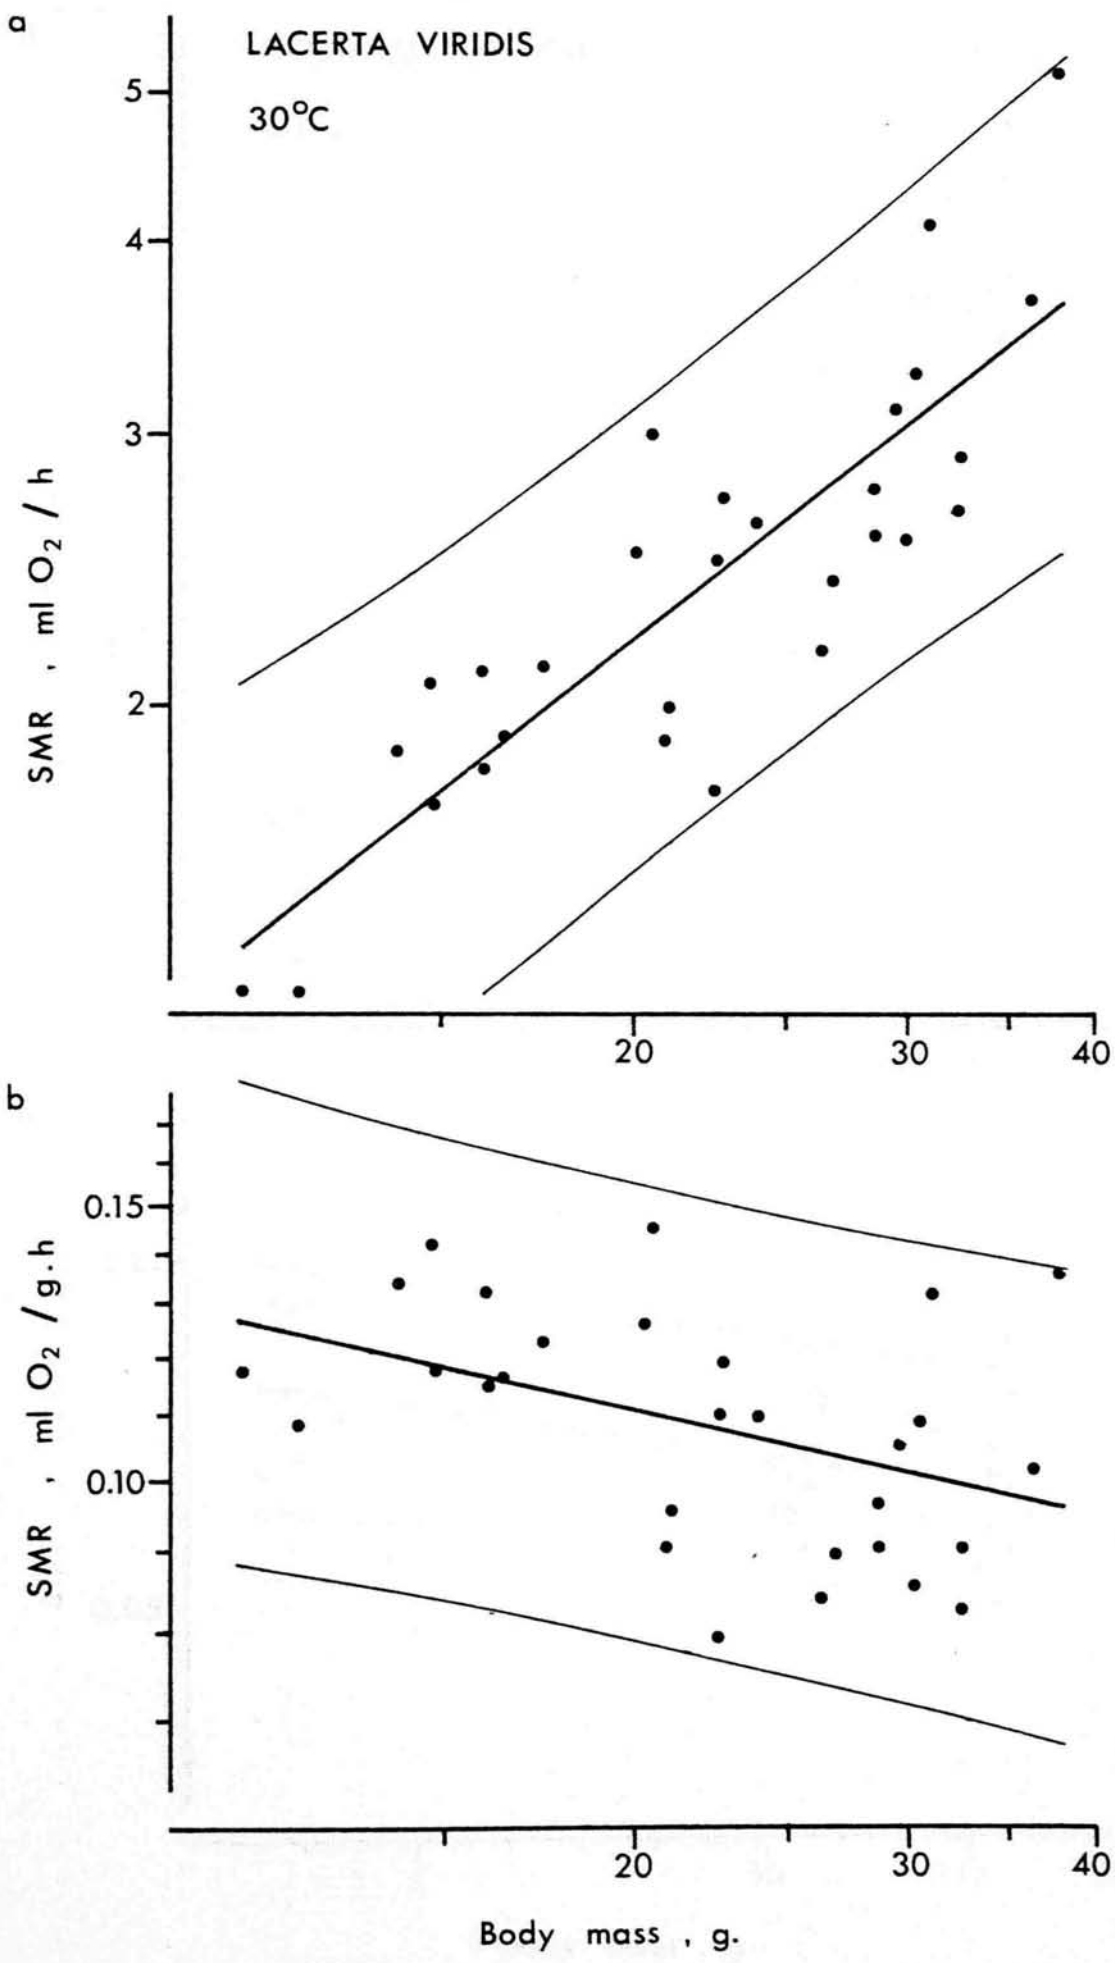 a
LACERTA VIRIDIS
30°C
5
4
3
2
SMR , ml O₂ / h
20 30 40
b
0.15
0.10
SMR , ml O₂ /g.h
20 30 40
Body mass , g.